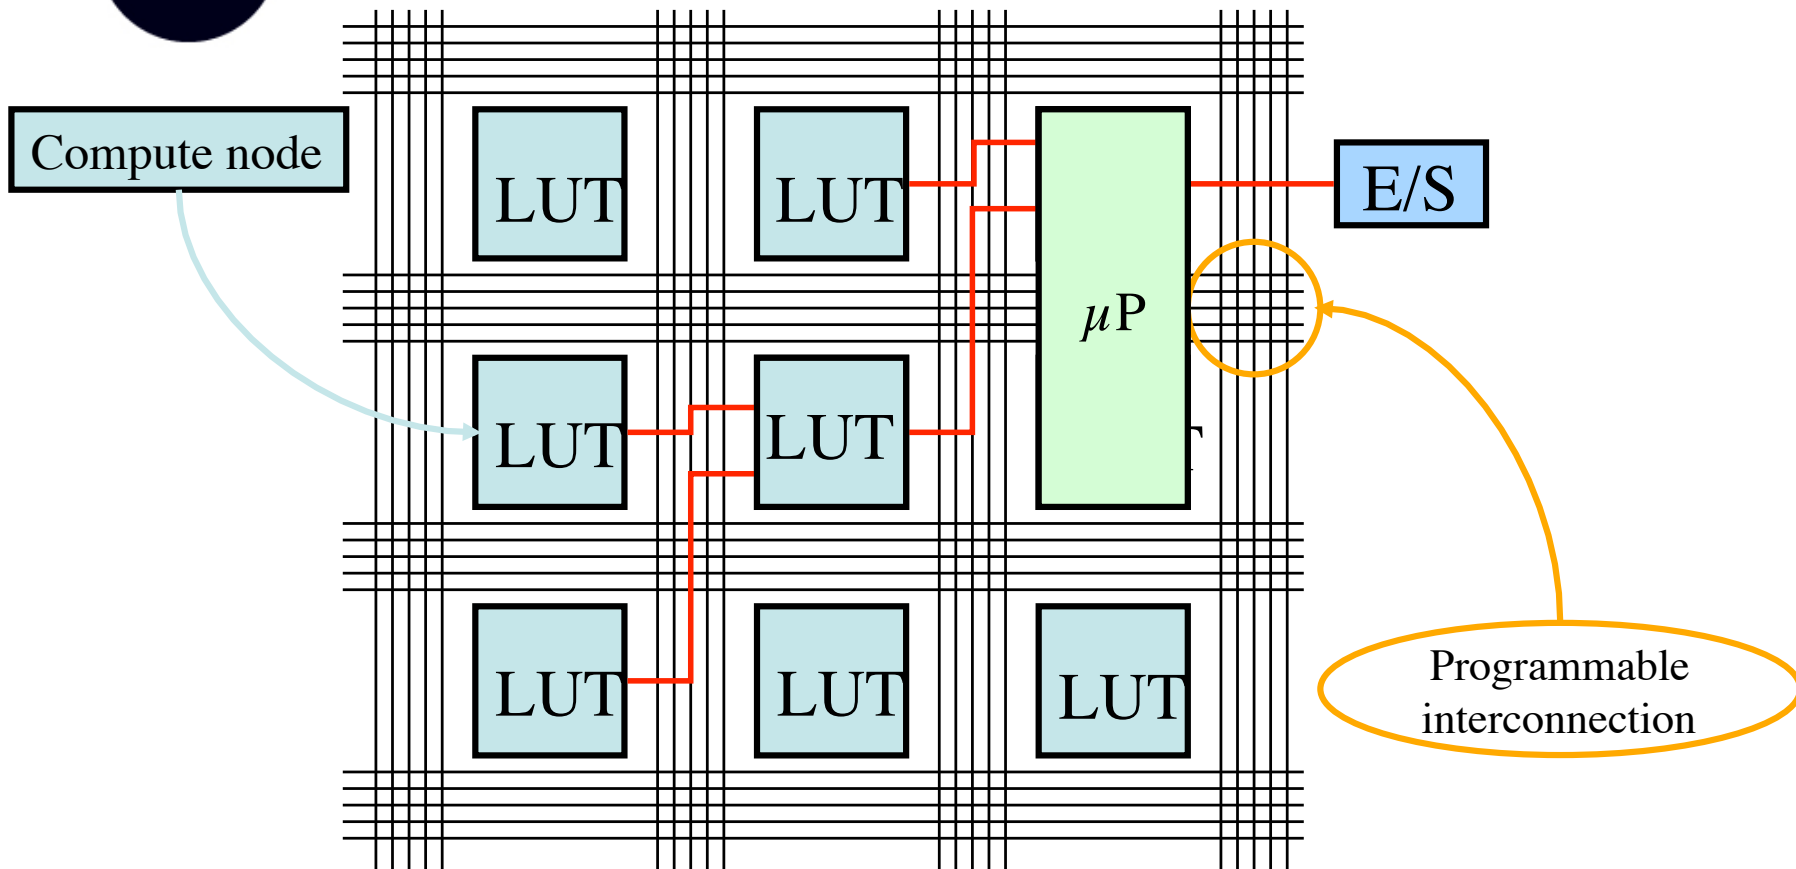 Compute node
LUT
LUT
E/S
µP
LUT
LUT
LUT
LUT
LUT
Programmable
interconnection